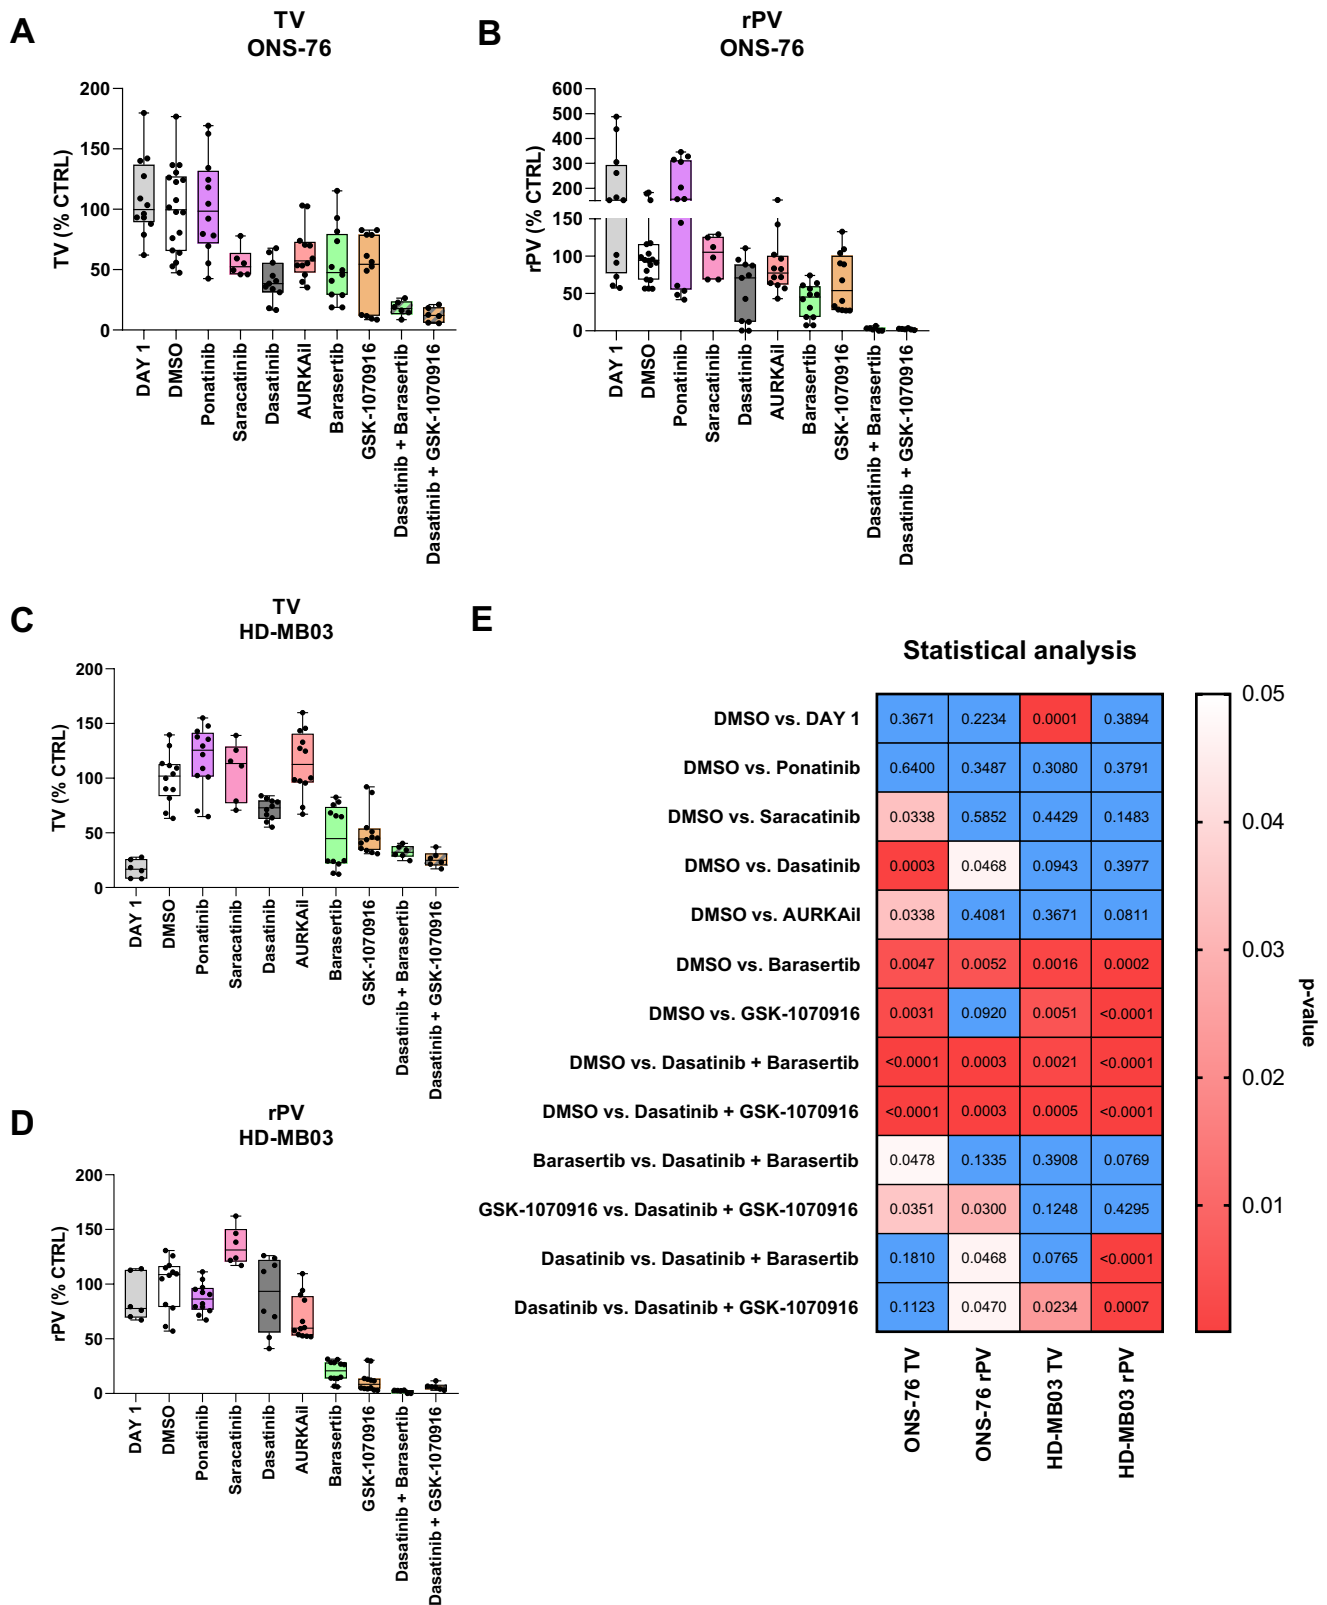 A
TV
ONS-76
TV (% CTRL)
200
150
100
50
0
DAY 1
DMSO
Ponatinib
Saracatinib
Dasatinib
AURKAiI
Barasertib
GSK-1070916
Dasatinib + Barasertib
Dasatinib + GSK-1070916
B
rPV
ONS-76
rPV (% CTRL)
600
500
400
300
200
150
100
50
0
DAY 1
DMSO
Ponatinib
Saracatinib
Dasatinib
AURKAiI
Barasertib
GSK-1070916
Dasatinib + Barasertib
Dasatinib + GSK-1070916
C
TV
HD-MB03
TV (% CTRL)
200
150
100
50
0
DAY 1
DMSO
Ponatinib
Saracatinib
Dasatinib
AURKAiI
Barasertib
GSK-1070916
Dasatinib + Barasertib
Dasatinib + GSK-1070916
D
rPV
HD-MB03
rPV (% CTRL)
200
150
100
50
0
DAY 1
DMSO
Ponatinib
Saracatinib
Dasatinib
AURKAiI
Barasertib
GSK-1070916
Dasatinib + Barasertib
Dasatinib + GSK-1070916
E
Statistical analysis
DMSO vs. DAY 1 0.3671 0.2234 0.0001 0.3894
DMSO vs. Ponatinib 0.6400 0.3487 0.3080 0.3791
DMSO vs. Saracatinib 0.0338 0.5852 0.4429 0.1483
DMSO vs. Dasatinib 0.0003 0.0468 0.0943 0.3977
DMSO vs. AURKAiI 0.0338 0.4081 0.3671 0.0811
DMSO vs. Barasertib 0.0047 0.0052 0.0016 0.0002
DMSO vs. GSK-1070916 0.0031 0.0920 0.0051 <0.0001
DMSO vs. Dasatinib + Barasertib <0.0001 0.0003 0.0021 <0.0001
DMSO vs. Dasatinib + GSK-1070916 <0.0001 0.0003 0.0005 <0.0001
Barasertib vs. Dasatinib + Barasertib 0.0478 0.1335 0.3908 0.0769
GSK-1070916 vs. Dasatinib + GSK-1070916 0.0351 0.0300 0.1248 0.4295
Dasatinib vs. Dasatinib + Barasertib 0.1810 0.0468 0.0765 <0.0001
Dasatinib vs. Dasatinib + GSK-1070916 0.1123 0.0470 0.0234 0.0007
ONS-76 TV
ONS-76 rPV
HD-MB03 TV
HD-MB03 rPV
0.05
0.04
0.03
0.02
0.01
p-value